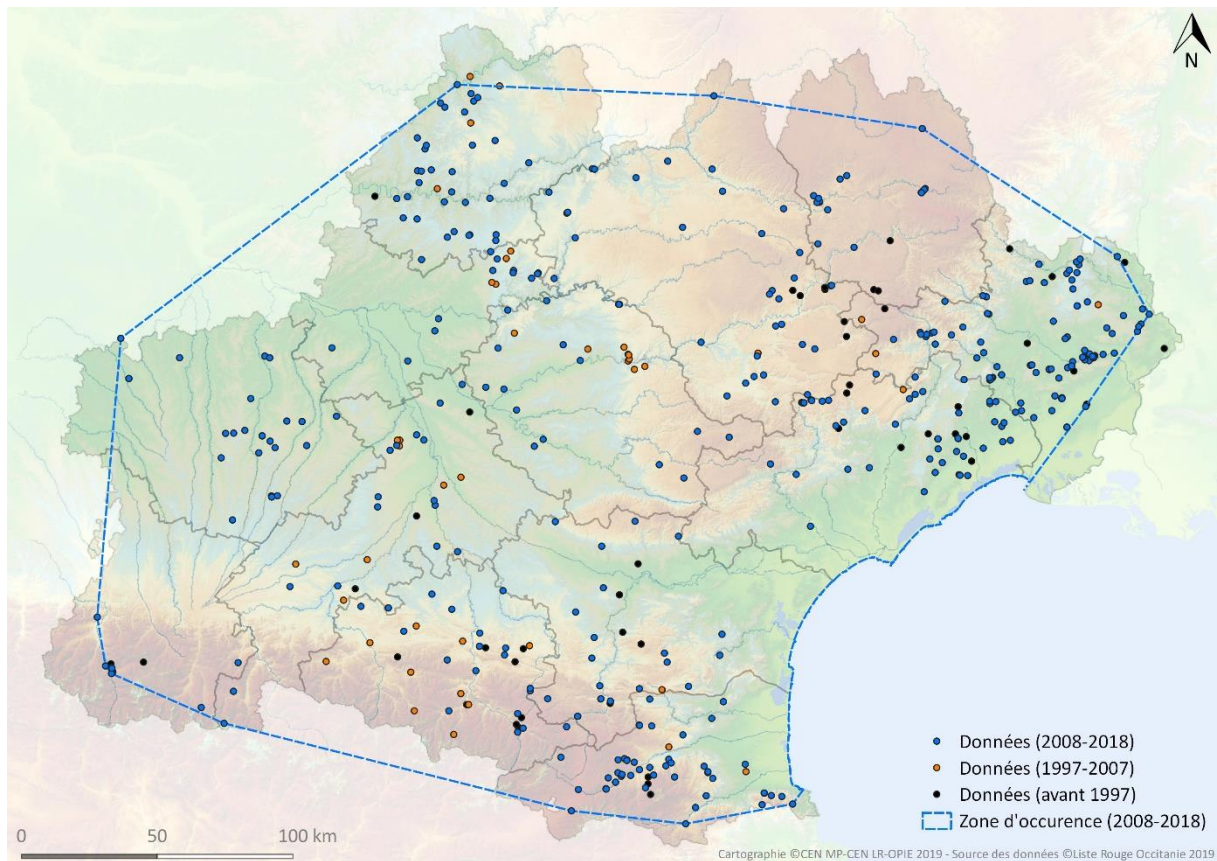 N
Données (2008-2018)
Données (1997-2007)
Données (avant 1997)
Zone d'occurence (2008-2018)
0 50 100 km
Cartographie ©CEN MP-CEN LR-OPIE 2019 - Source des données ©Liste Rouge Occitanie 2019